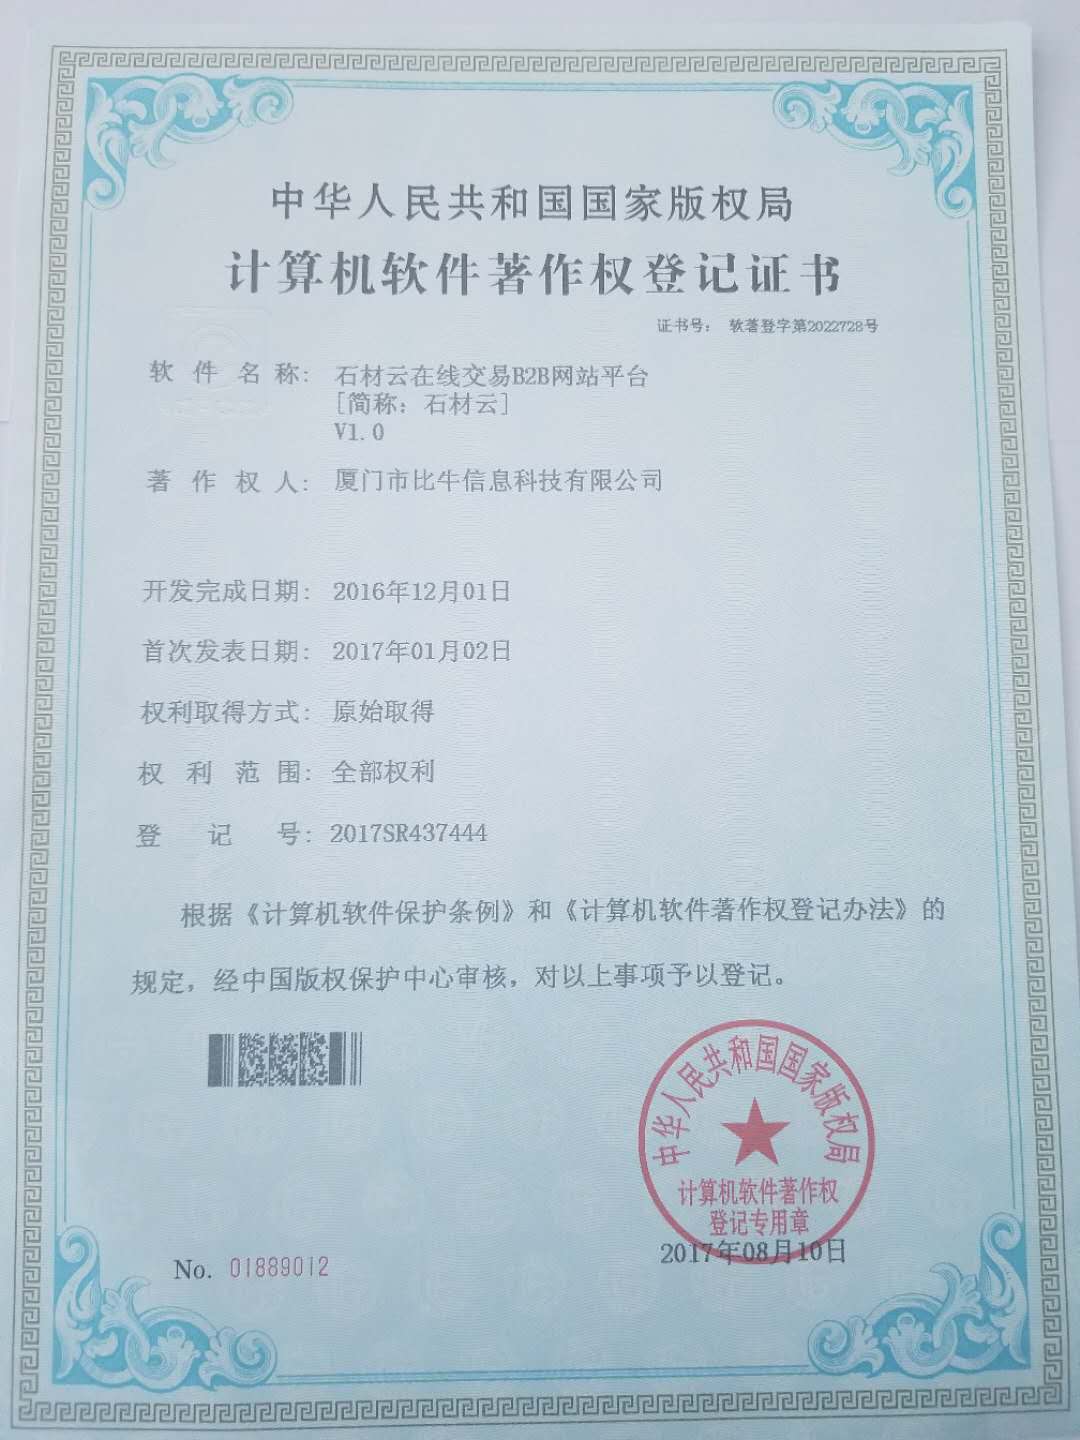 中华人民共和国国家版权局
计算机软件著作权登记证书
证书号： 软著登字第2022728号
软件名称： 石材云在线交易B2B网站平台
[简称：石材云]
V1.0
著作权人： 厦门市比牛信息科技有限公司
开发完成日期： 2016年12月01日
首次发表日期： 2017年01月02日
权利取得方式： 原始取得
权利范围： 全部权利
登记号： 2017SR437444
根据《计算机软件保护条例》和《计算机软件著作权登记办法》的
规定，经中国版权保护中心审核，对以上事项予以登记。
中华人民共和国国家版权局
计算机软件著作权
登记专用章
2017年08月10日
No. 01889012